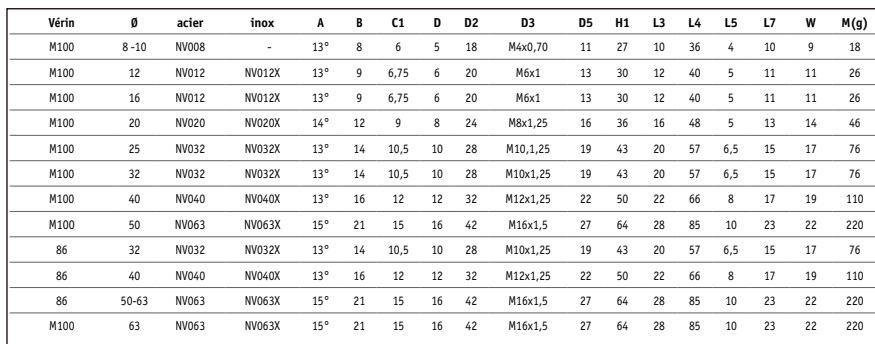 Vérin Ø acier inox A B C1 D D2 D3 D5 H1 L3 L4 L5 L7 W M(g)
M100 8 -10 NV008 - 13° 8 6 5 18 M4x0,70 11 27 10 36 4 10 9 18
M100 12 NV012 NV012X 13° 9 6,75 6 20 M6x1 13 30 12 40 5 11 11 26
M100 16 NV012 NV012X 13° 9 6,75 6 20 M6x1 13 30 12 40 5 11 11 26
M100 20 NV020 NV020X 14° 12 9 8 24 M8x1,25 16 36 16 48 5 13 14 46
M100 25 NV032 NV032X 13° 14 10,5 10 28 M10,1,25 19 43 20 57 6,5 15 17 76
M100 32 NV032 NV032X 13° 14 10,5 10 28 M10x1,25 19 43 20 57 6,5 15 17 76
M100 40 NV040 NV040X 13° 16 12 12 32 M12x1,25 22 50 22 66 8 17 19 110
M100 50 NV063 NV063X 15° 21 15 16 42 M16x1,5 27 64 28 85 10 23 22 220
86 32 NV032 NV032X 13° 14 10,5 10 28 M10x1,25 19 43 20 57 6,5 15 17 76
86 40 NV040 NV040X 13° 16 12 12 32 M12x1,25 22 50 22 66 8 17 19 110
86 50-63 NV063 NV063X 15° 21 15 16 42 M16x1,5 27 64 28 85 10 23 22 220
M100 63 NV063 NV063X 15° 21 15 16 42 M16x1,5 27 64 28 85 10 23 22 220